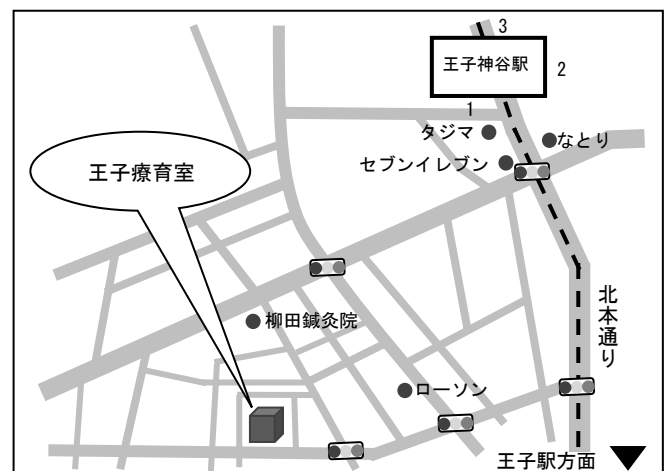 3
王子神谷駅
2
1
タジマ
なとり
セブンイレブン
王子療育室
北本通り
柳田鍼灸院
ローソン
王子駅方面